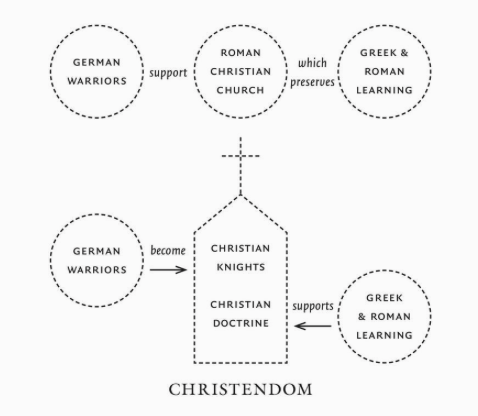 GERMAN
WARRIORS
support
ROMAN
CHRISTIAN
CHURCH
which
preserves
GREEK &
ROMAN
LEARNING
GERMAN
WARRIORS
become
CHRISTIAN
KNIGHTS
CHRISTIAN
DOCTRINE
supports
GREEK
& ROMAN
LEARNING
CHRISTENDOM